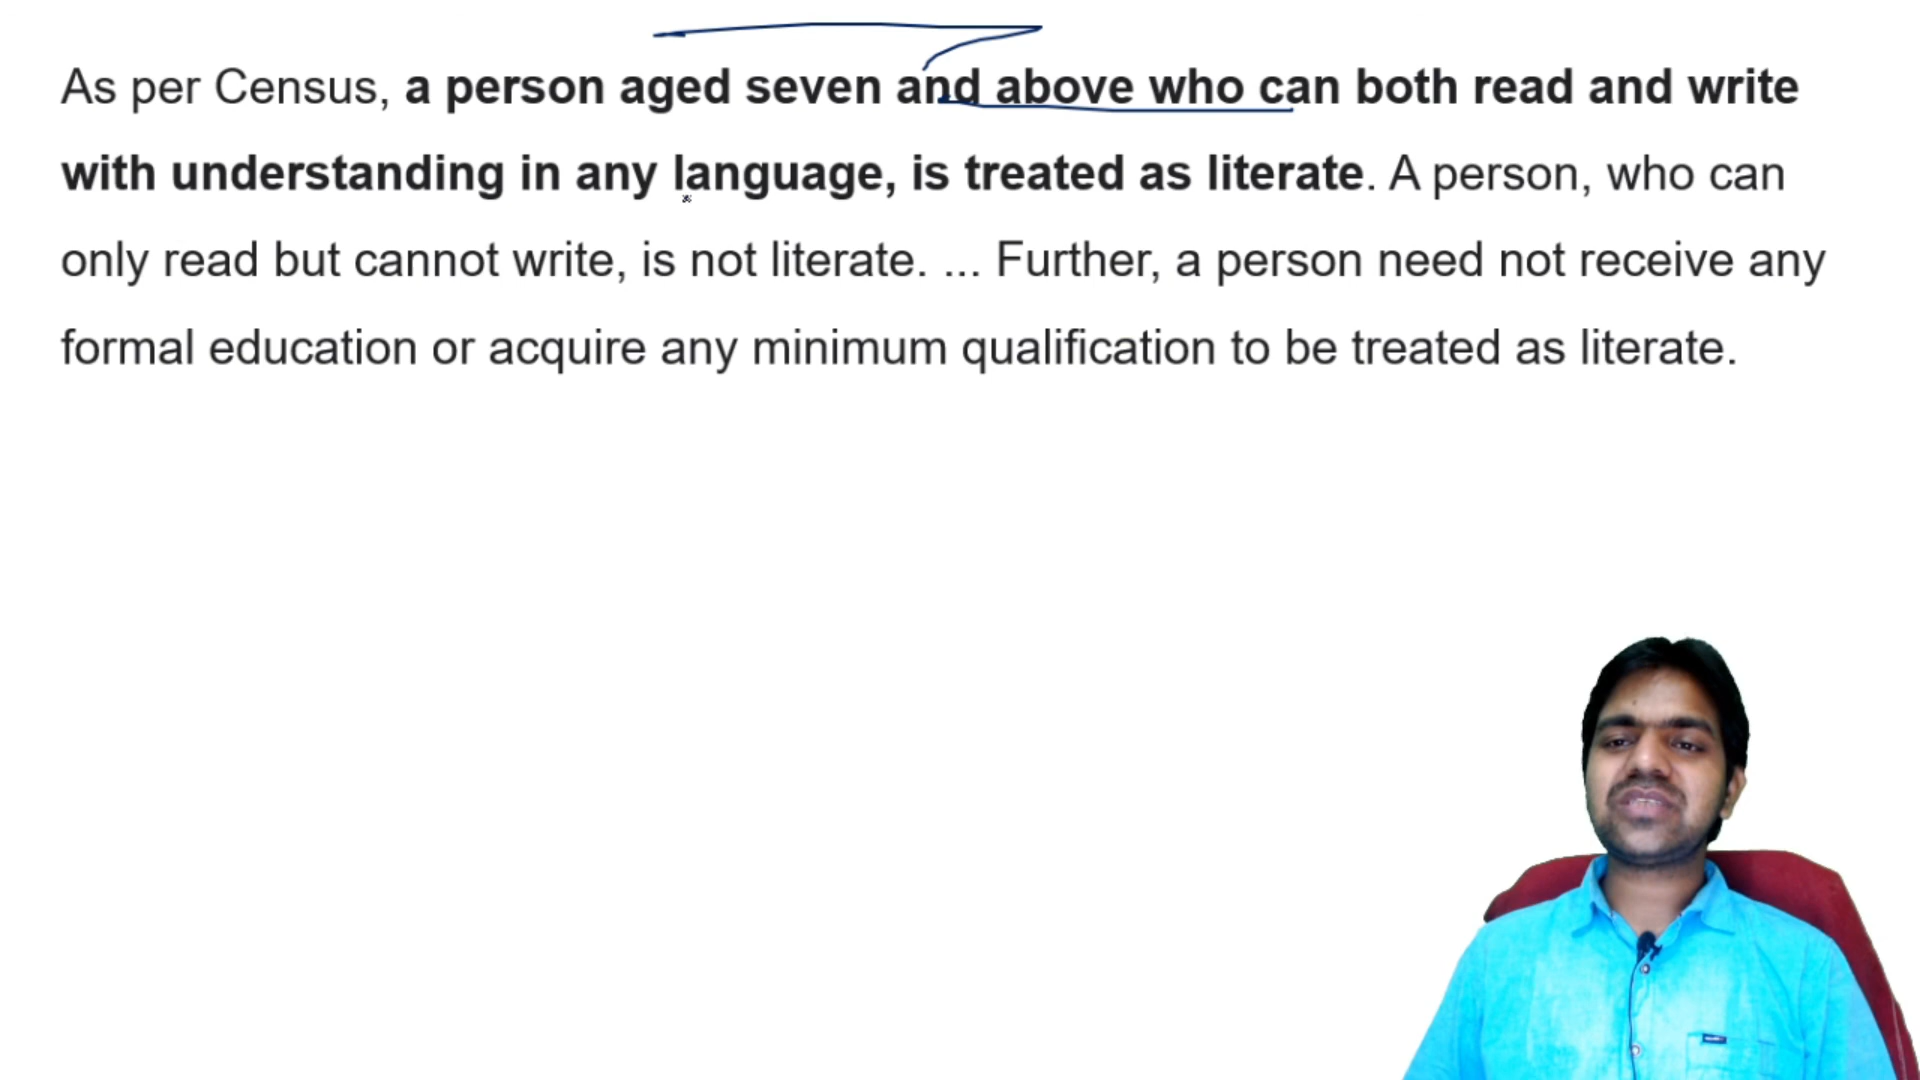 As per Census, a person aged seven and above who can both read and write
with understanding in any language, is treated as literate. A person, who can
only read but cannot write, is not literate. ... Further, a person need not receive any
formal education or acquire any minimum qualification to be treated as literate.